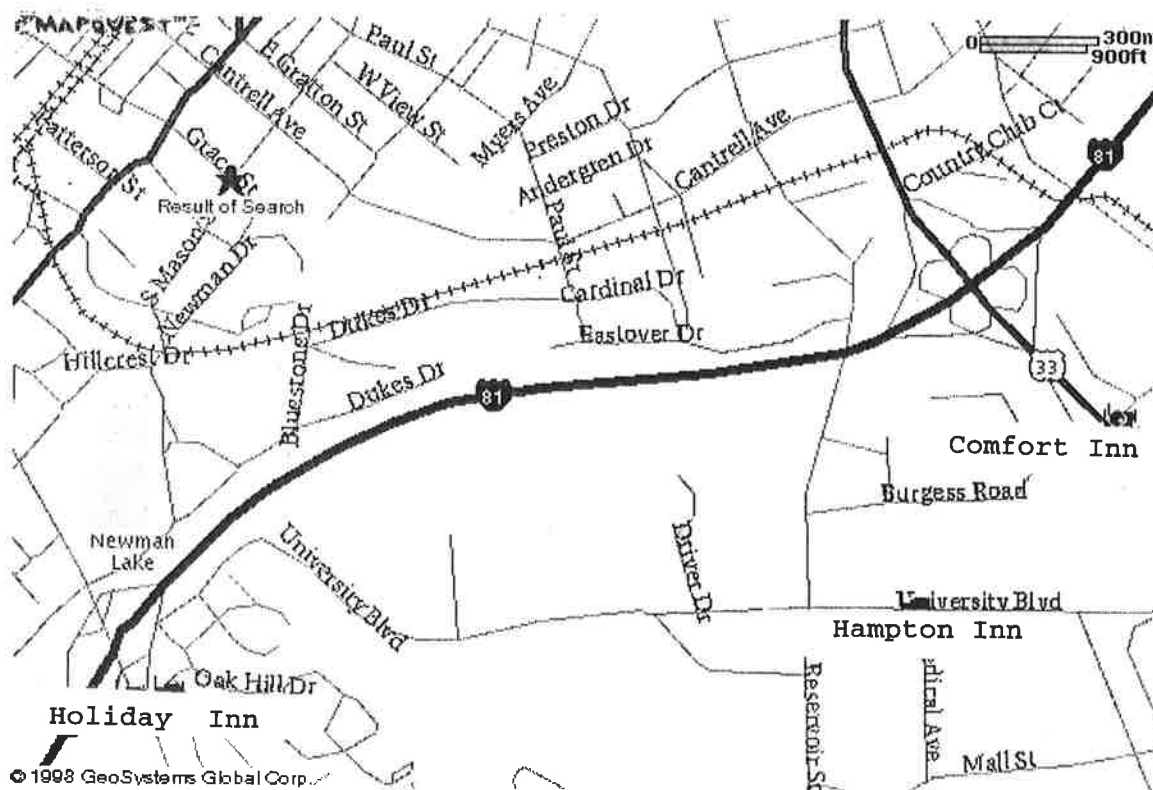 MAPQVEST
0 300m
900ft
Paul St
E Gratton St
W View St
Cantrell Ave
Myers Ave
Preston Dr
Andergren Dr
Cantrell Ave
Country Club Ct
81
Patterson St
Grace St
Result of Search
S Mason
Newman Dr
Paul St
Cardinal Dr
Dukes Dr
Eastover Dr
Hillcrest Dr
Bluestone Dr
Dukes Dr
81
33
Comfort Inn
Burgess Road
Newman
Lake
University Blvd
Driver Dr
University Blvd
Hampton Inn
Oak Hill Dr
Holiday Inn
Reservoir St
dical Ave
Mall St
© 1998 GeoSystems Global Corp.